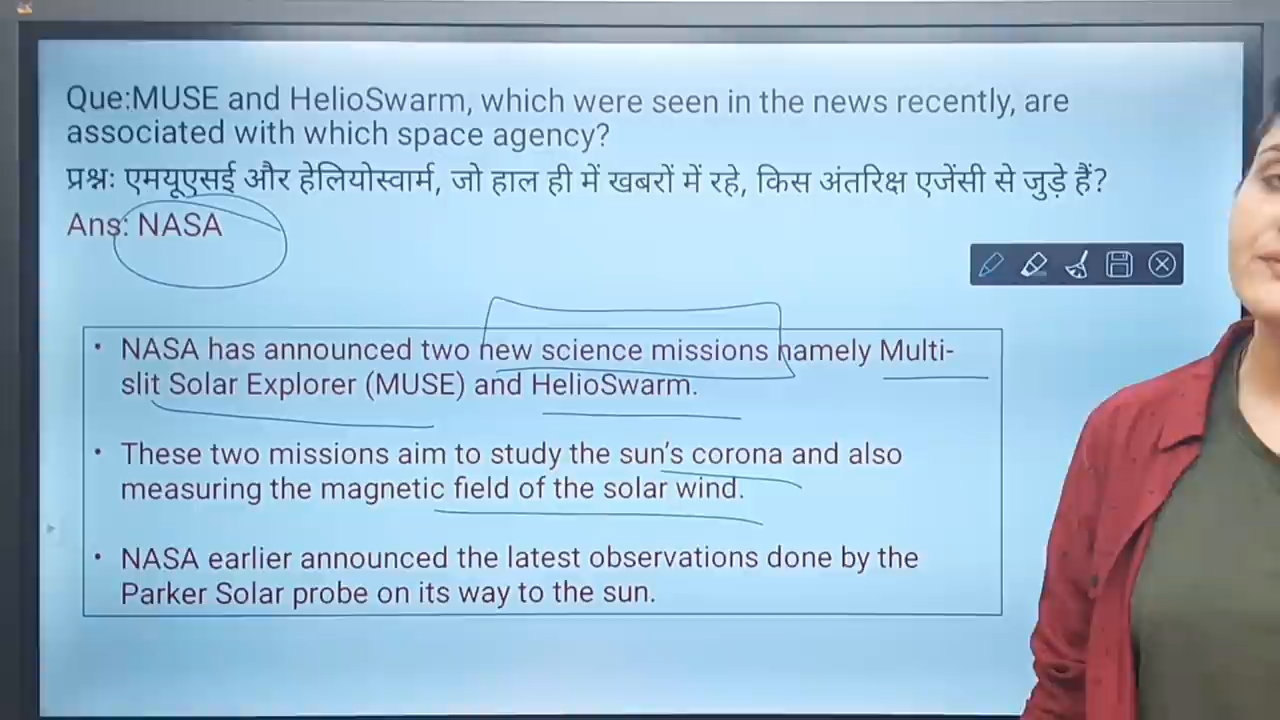 Que:MUSE and HelioSwarm, which were seen in the news recently, are
associated with which space agency?
प्रश्न: एमयूएसई और हेलियोस्वार्म, जो हाल ही में खबरों में रहे, किस अंतरिक्ष एजेंसी से जुड़े हैं?
Ans: NASA
• NASA has announced two new science missions namely Multi-
slit Solar Explorer (MUSE) and HelioSwarm.
• These two missions aim to study the sun's corona and also
measuring the magnetic field of the solar wind.
• NASA earlier announced the latest observations done by the
Parker Solar probe on its way to the sun.